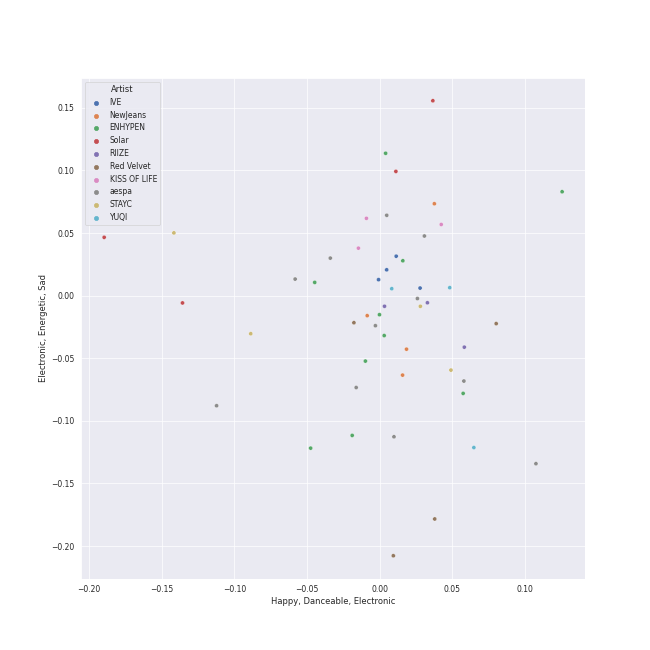 Artist
IVE
NewJeans
ENHYPEN
Solar
RIIZE
Red Velvet
KISS OF LIFE
aespa
STAYC
YUQI
0.15
0.10
0.05
0.00
−0.05
−0.10
−0.15
−0.20
Electronic, Energetic, Sad
−0.20 −0.15 −0.10 −0.05 0.00 0.05 0.10
Happy, Danceable, Electronic